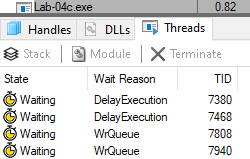 Lab-04c.exe 0.82
Handles DLLs Threads
Stack Module Terminate
State Wait Reason TID
Waiting DelayExecution 7380
Waiting DelayExecution 7468
Waiting WrQueue 7808
Waiting WrQueue 7940